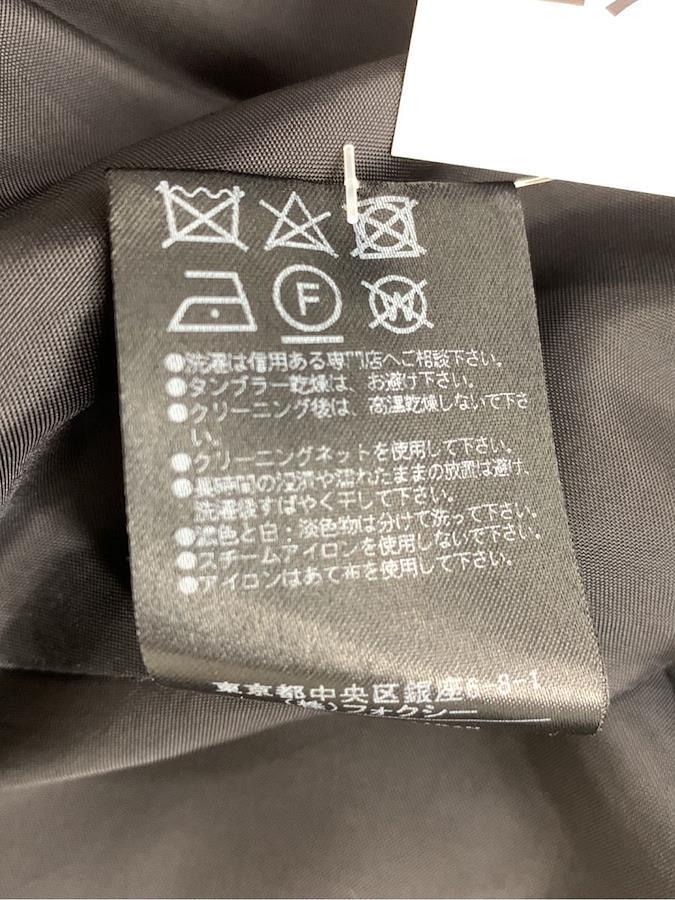 F
W
●洗濯は信用ある専門店へご相談下さい。
●タンブラー乾燥は、お避け下さい。
●クリーニング後は、高温乾燥しないで下さ
い。
●クリーニングネットを使用して下さい。
●長時間の浸漬や濡れたままの放置は避け、
洗濯後すばやく干して下さい。
●濃色と白・淡色物は分けて洗って下さい。
●スチームアイロンを使用しないで下さい。
●アイロンはあて布を使用して下さい。
東京都中央区銀座6-8-1
(株)フォクシー